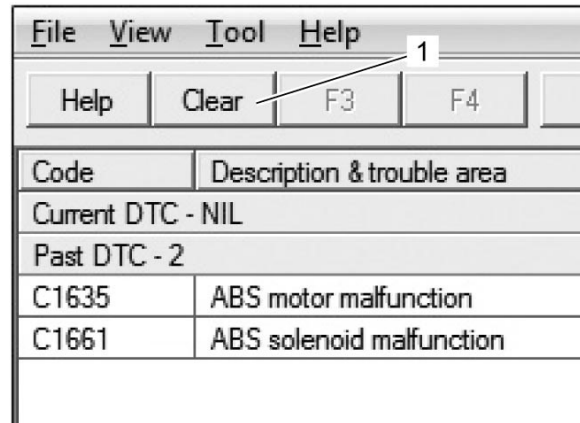 File View Tool Help
1
Help Clear F3 F4
Code Description & trouble area
Current DTC - NIL
Past DTC - 2
C1635 ABS motor malfunction
C1661 ABS solenoid malfunction